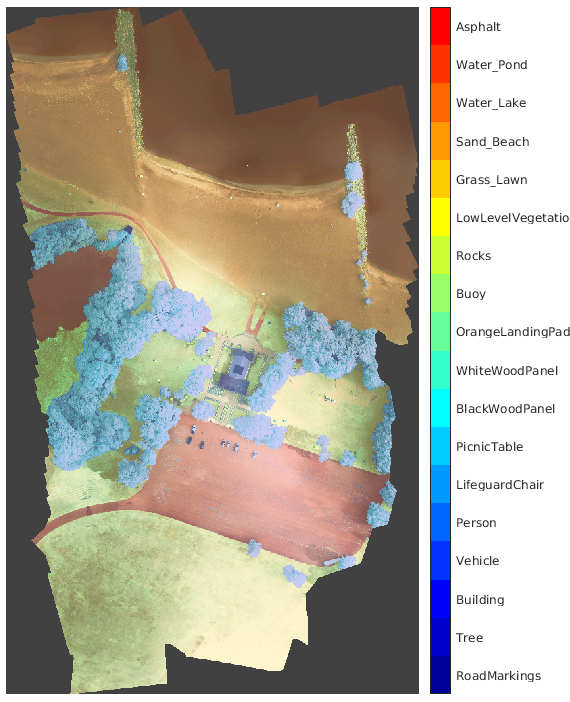 Asphalt
Water_Pond
Water_Lake
Sand_Beach
Grass_Lawn
LowLevelVegetatio
Rocks
Buoy
OrangeLandingPad
WhiteWoodPanel
BlackWoodPanel
PicnicTable
LifeguardChair
Person
Vehicle
Building
Tree
RoadMarkings